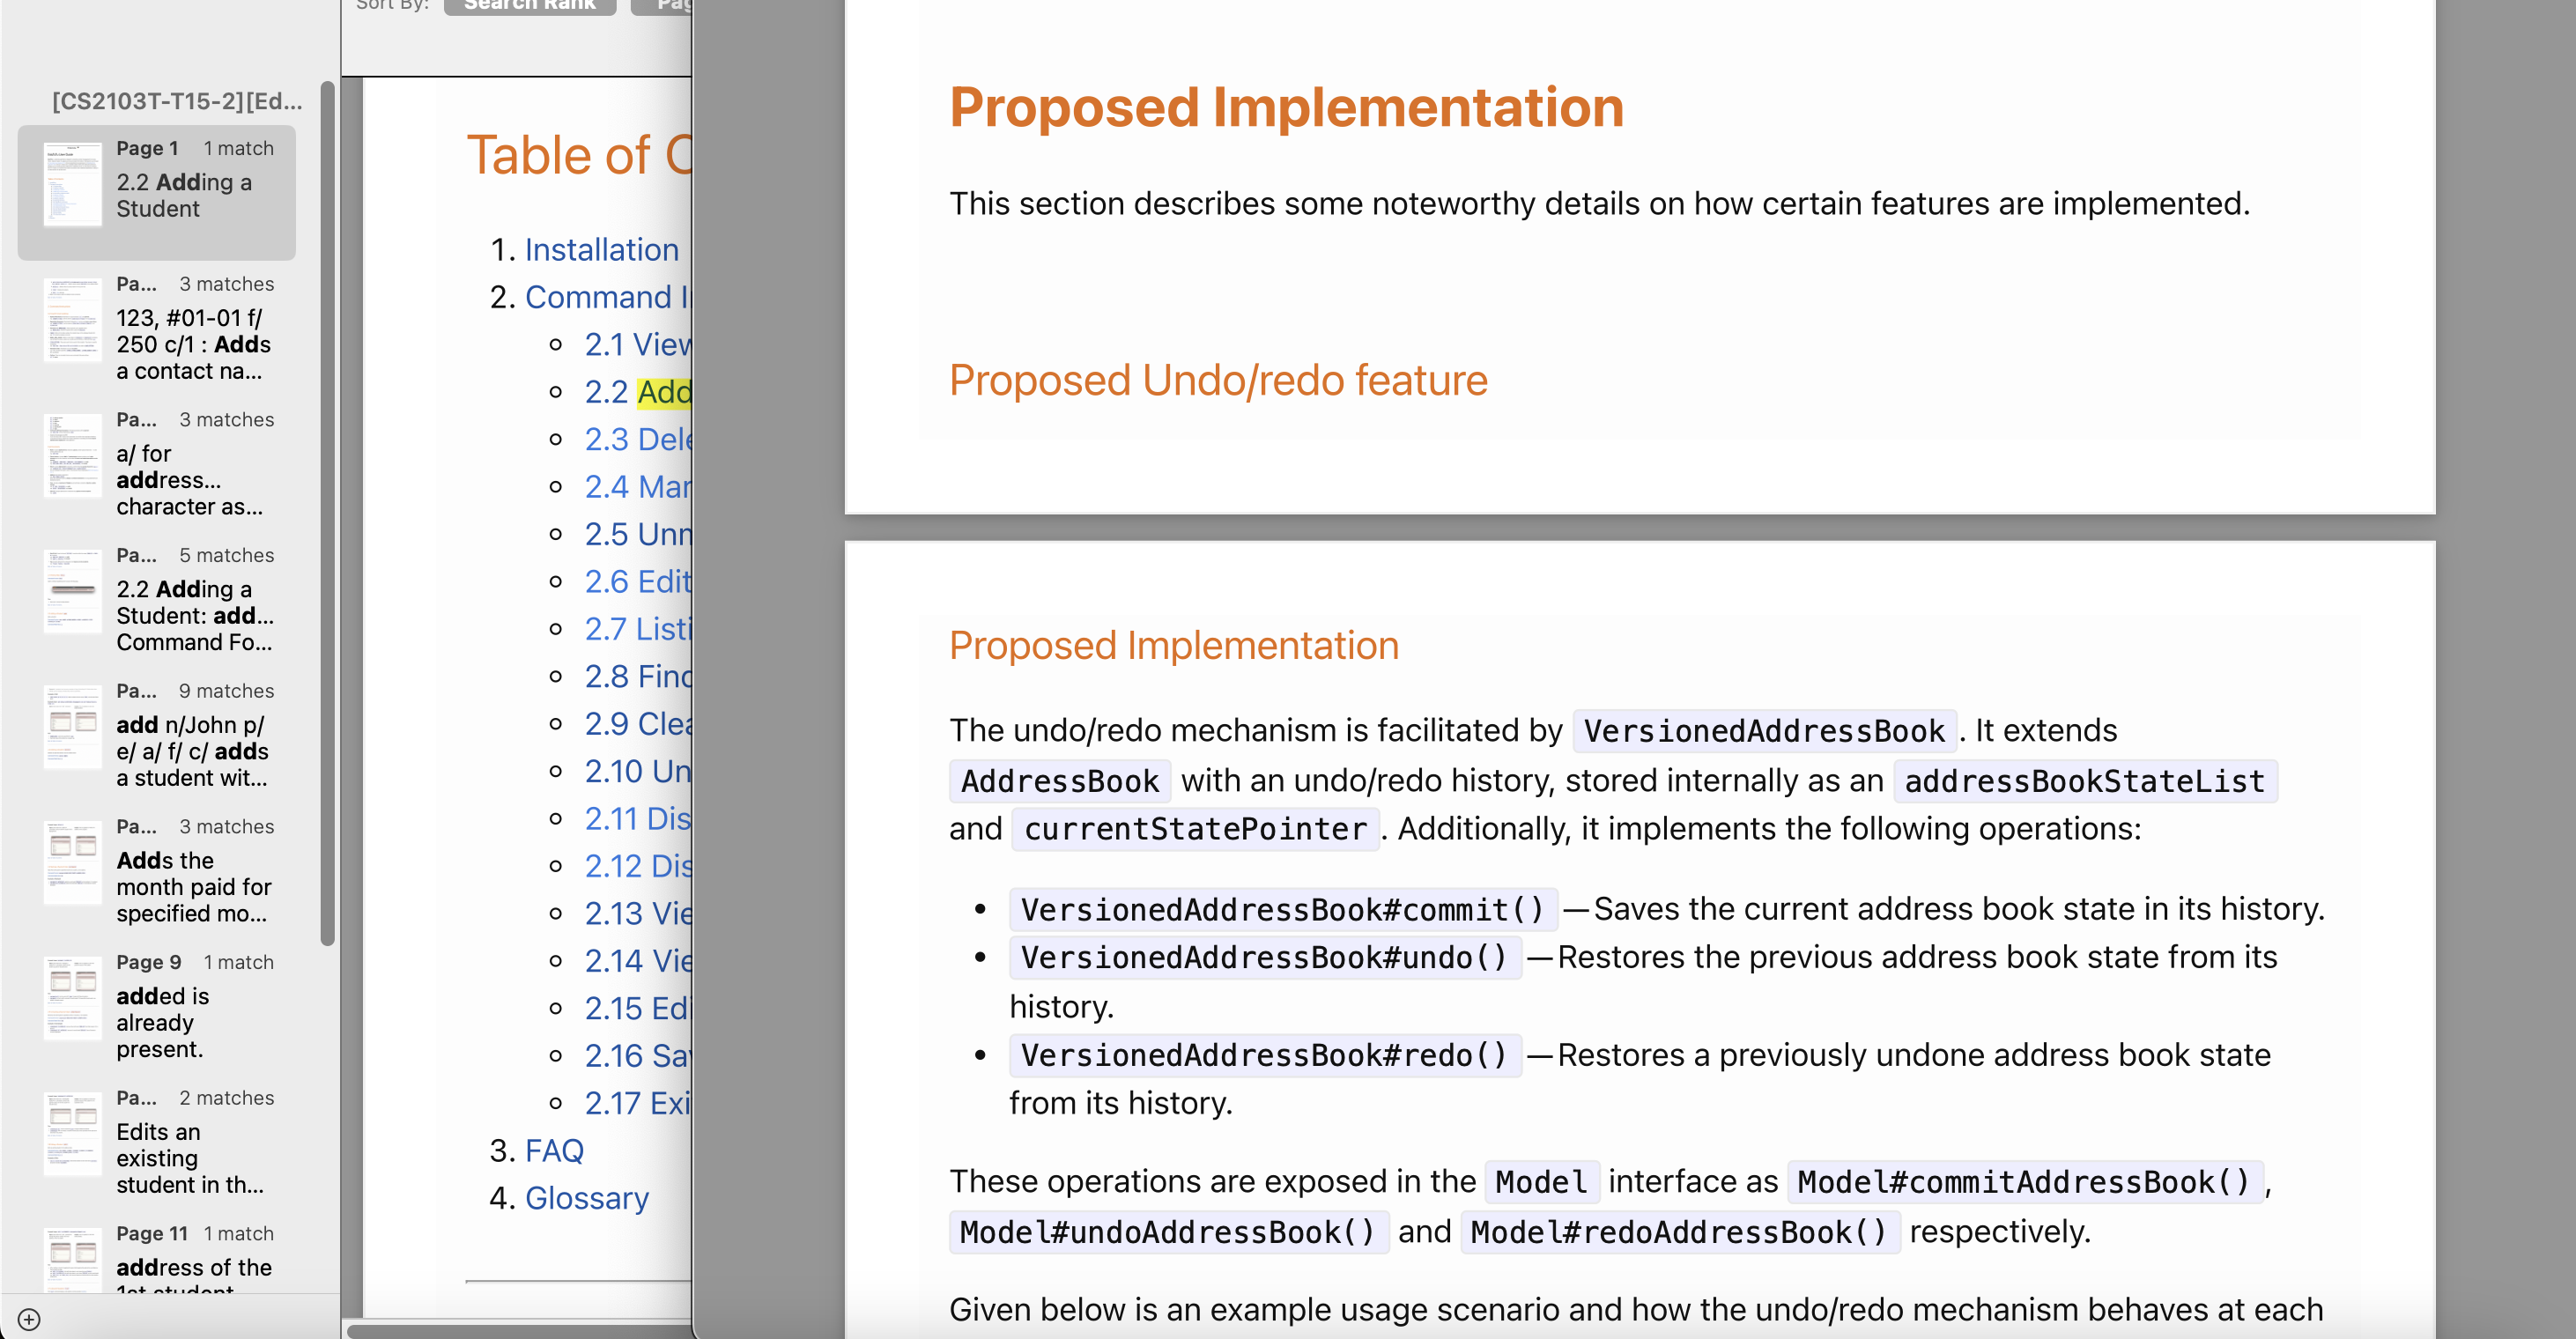 Sort By: Search Rank Pag
[CS2103T-T15-2][Ed...
Page 1 1 match
2.2 Adding a
Student
Pa... 3 matches
123, #01-01 f/
250 c/1 : Adds
a contact na...
Pa... 3 matches
a/ for
address...
character as...
Pa... 5 matches
2.2 Adding a
Student: add...
Command Fo...
Pa... 9 matches
add n/John p/
e/ a/ f/ c/ adds
a student wit...
Pa... 3 matches
Adds the
month paid for
specified mo...
Page 9 1 match
added is
already
present.
Pa... 2 matches
Edits an
existing
student in th...
Page 11 1 match
address of the
1st student
Table of C
1. Installation
2. Command I
2.1 View
2.2 Add
2.3 Dele
2.4 Mar
2.5 Unm
2.6 Edit
2.7 Listi
2.8 Find
2.9 Clea
2.10 Un
2.11 Dis
2.12 Dis
2.13 Vie
2.14 Vie
2.15 Edi
2.16 Sav
2.17 Exi
3. FAQ
4. Glossary
Proposed Implementation
This section describes some noteworthy details on how certain features are implemented.
Proposed Undo/redo feature
Proposed Implementation
The undo/redo mechanism is facilitated by VersionedAddressBook. It extends
AddressBook with an undo/redo history, stored internally as an addressBookStateList
and currentStatePointer. Additionally, it implements the following operations:
• VersionedAddressBook#commit() — Saves the current address book state in its history.
• VersionedAddressBook#undo() — Restores the previous address book state from its
history.
• VersionedAddressBook#redo() — Restores a previously undone address book state
from its history.
These operations are exposed in the Model interface as Model#commitAddressBook(),
Model#undoAddressBook() and Model#redoAddressBook() respectively.
Given below is an example usage scenario and how the undo/redo mechanism behaves at each